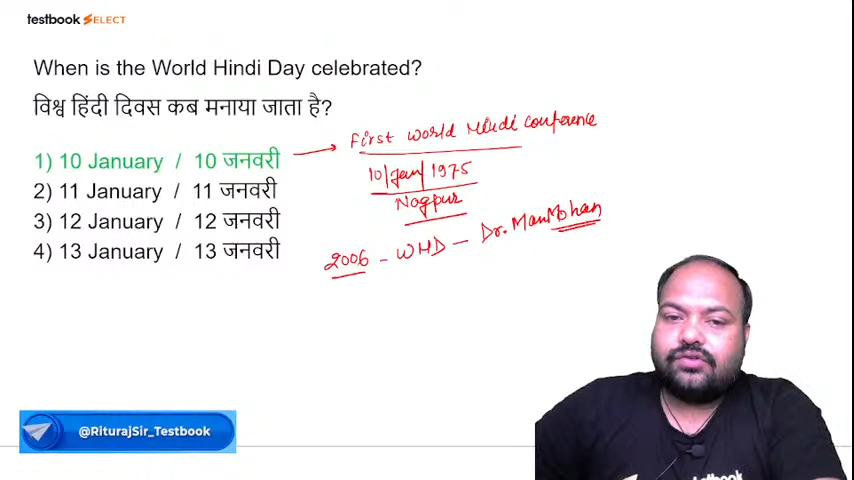 testbook SELECT
When is the World Hindi Day celebrated?
विश्व हिंदी दिवस कब मनाया जाता है?
1) 10 January / 10 जनवरी
2) 11 January / 11 जनवरी
3) 12 January / 12 जनवरी
4) 13 January / 13 जनवरी
First world Hindi conference
10/Jan/1975
Nagpur
2006 - WHD - Dr. ManMohan
@RiturajSir_Testbook
testbook